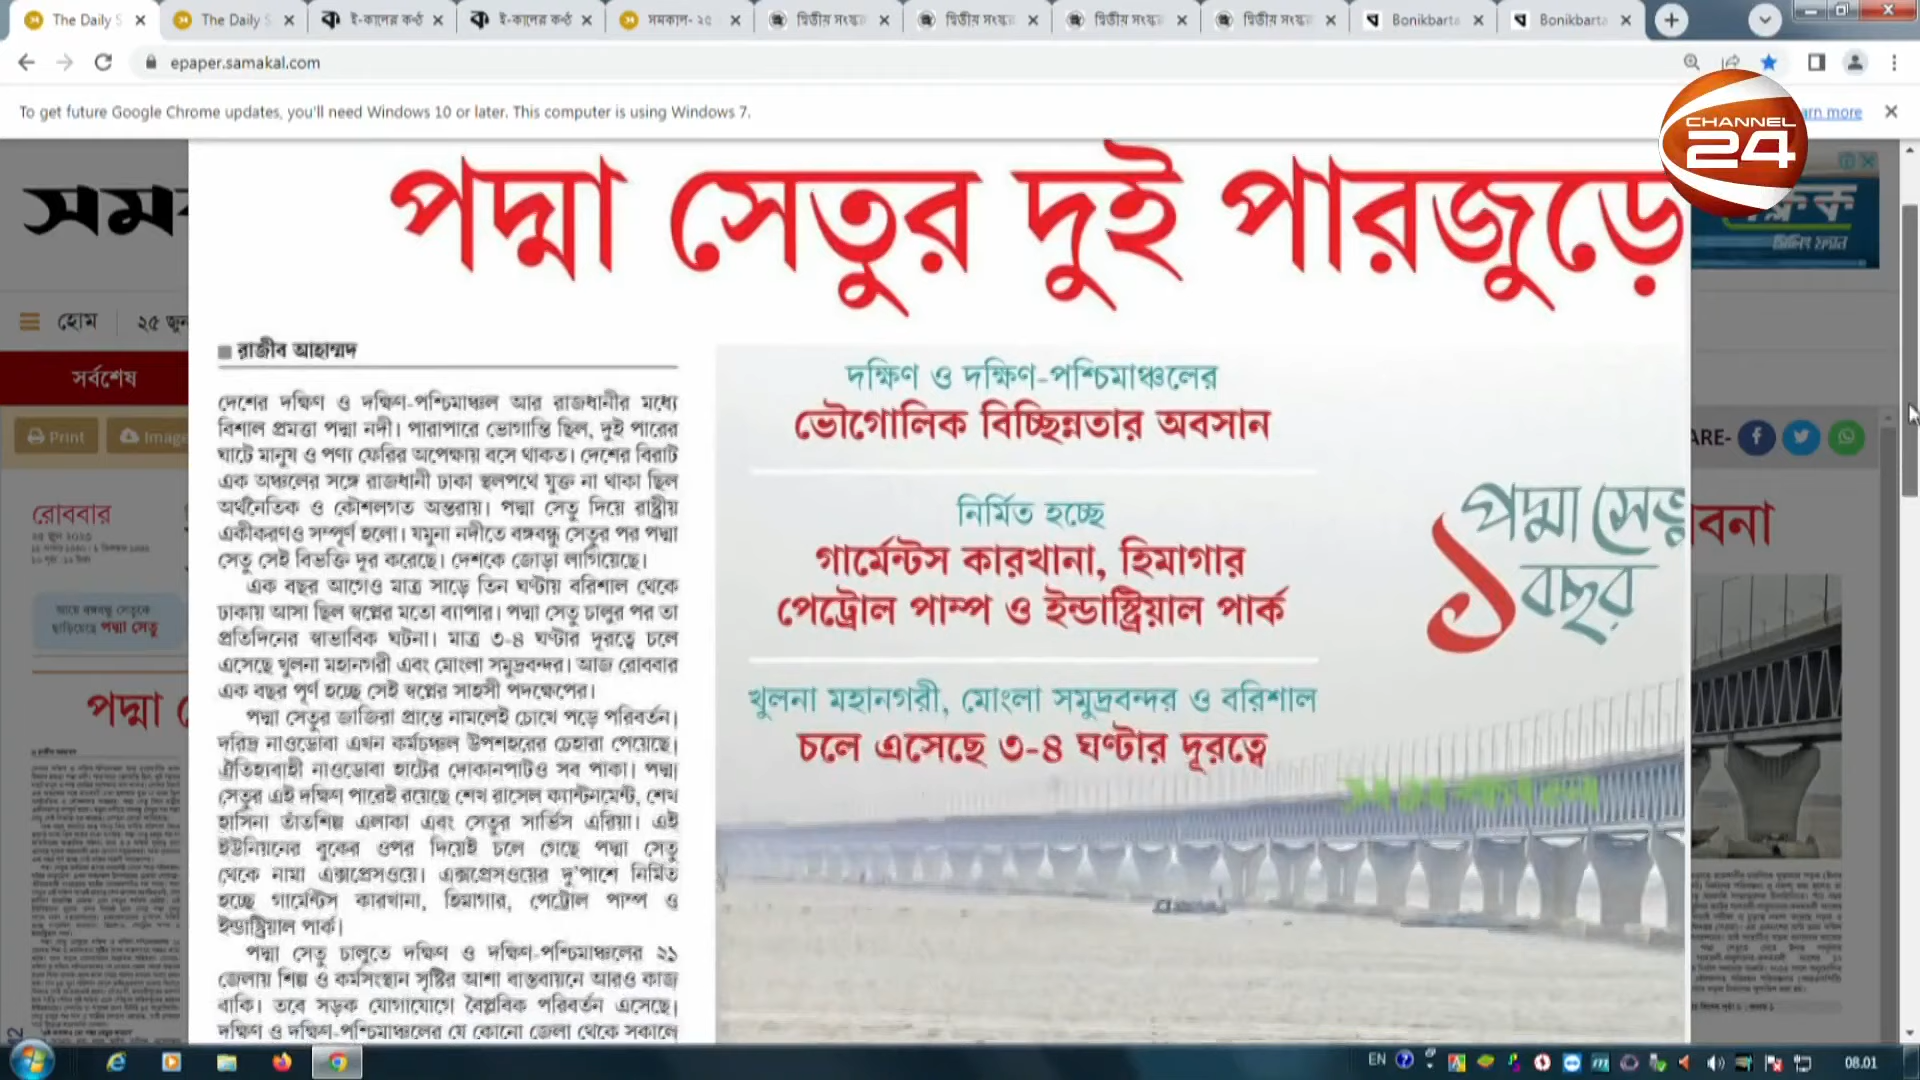 The Daily S
The Daily S
ই-কালের কণ্ঠ
ই-কালের কণ্ঠ
সমকাল- ২৫
দ্বিতীয় সংস্ক
দ্বিতীয় সংস্ক
দ্বিতীয় সংস্ক
দ্বিতীয় সংস্ক
Bonikbarta
Bonikbarta
epaper.samakal.com
To get future Google Chrome updates, you'll need Windows 10 or later. This computer is using Windows 7.
arn more
CHANNEL
24
পদ্মা সেতুর দুই পারজুড়ে
হোম
২৫ জুন
সর্বশেষ
Print
Image
ARE-
রোববার
২৫ জুন ২০২৩
ছাড়িয়েছে পদ্মা সেতু
পদ্মা
বনা
রাজীব আহাম্মদ
দেশের দক্ষিণ ও দক্ষিণ-পশ্চিমাঞ্চল আর রাজধানীর মধ্যে
বিশাল প্রমত্তা পদ্মা নদী। পারাপারে ভোগান্তি ছিল, দুই পারের
ঘাটে মানুষ ও পণ্য ফেরির অপেক্ষায় বসে থাকত। দেশের বিরাট
এক অঞ্চলের সঙ্গে রাজধানী ঢাকা স্থলপথে যুক্ত না থাকা ছিল
অর্থনৈতিক ও কৌশলগত অন্তরায়। পদ্মা সেতু দিয়ে রাষ্ট্রীয়
একীকরণও সম্পূর্ণ হলো। যমুনা নদীতে বঙ্গবন্ধু সেতুর পর পদ্মা
সেতু সেই বিভক্তি দূর করেছে। দেশকে জোড়া লাগিয়েছে।
এক বছর আগেও মাত্র সাড়ে তিন ঘণ্টায় বরিশাল থেকে
ঢাকায় আসা ছিল স্বপ্নের মতো ব্যাপার। পদ্মা সেতু চালুর পর তা
প্রতিদিনের স্বাভাবিক ঘটনা। মাত্র ৩-৪ ঘণ্টার দূরত্বে চলে
এসেছে খুলনা মহানগরী এবং মোংলা সমুদ্রবন্দর। আজ রোববার
এক বছর পূর্ণ হচ্ছে সেই স্বপ্নের সাহসী পদক্ষেপের।
পদ্মা সেতুর জাজিরা প্রান্তে নামলেই চোখে পড়ে পরিবর্তন।
দরিদ্র নাওডোবা এখন কর্মচঞ্চল উপশহরের চেহারা পেয়েছে।
ঐতিহ্যবাহী নাওডোবা হাটের দোকানপাটও সব পাকা। পদ্মা
সেতুর এই দক্ষিণ পারেই রয়েছে শেখ রাসেল ক্যান্টনমেন্ট, শেখ
হাসিনা তাঁতশিল্প এলাকা এবং সেতুর সার্ভিস এরিয়া। এই
ইউনিয়নের বুকের ওপর দিয়েই চলে গেছে পদ্মা সেতু
থেকে নামা এক্সপ্রেসওয়ে। এক্সপ্রেসওয়ের দু'পাশে নির্মিত
হচ্ছে গার্মেন্টস কারখানা, হিমাগার, পেট্রোল পাম্প ও
ইন্ডাস্ট্রিয়াল পার্ক।
পদ্মা সেতু চালুতে দক্ষিণ ও দক্ষিণ-পশ্চিমাঞ্চলের ২১
জেলায় শিল্প ও কর্মসংস্থান সৃষ্টির আশা বাস্তবায়নে আরও কাজ
বাকি। তবে সড়ক যোগাযোগে বৈপ্লবিক পরিবর্তন এসেছে।
দক্ষিণ ও দক্ষিণ-পশ্চিমাঞ্চলের যে কোনো জেলা থেকে সকালে
দক্ষিণ ও দক্ষিণ-পশ্চিমাঞ্চলের
ভৌগোলিক বিচ্ছিন্নতার অবসান
নির্মিত হচ্ছে
গার্মেন্টস কারখানা, হিমাগার
পেট্রোল পাম্প ও ইন্ডাস্ট্রিয়াল পার্ক
খুলনা মহানগরী, মোংলা সমুদ্রবন্দর ও বরিশাল
চলে এসেছে ৩-৪ ঘণ্টার দূরত্বে
পদ্মা সেতু
১ বছর
সমকাল
EN
08.01